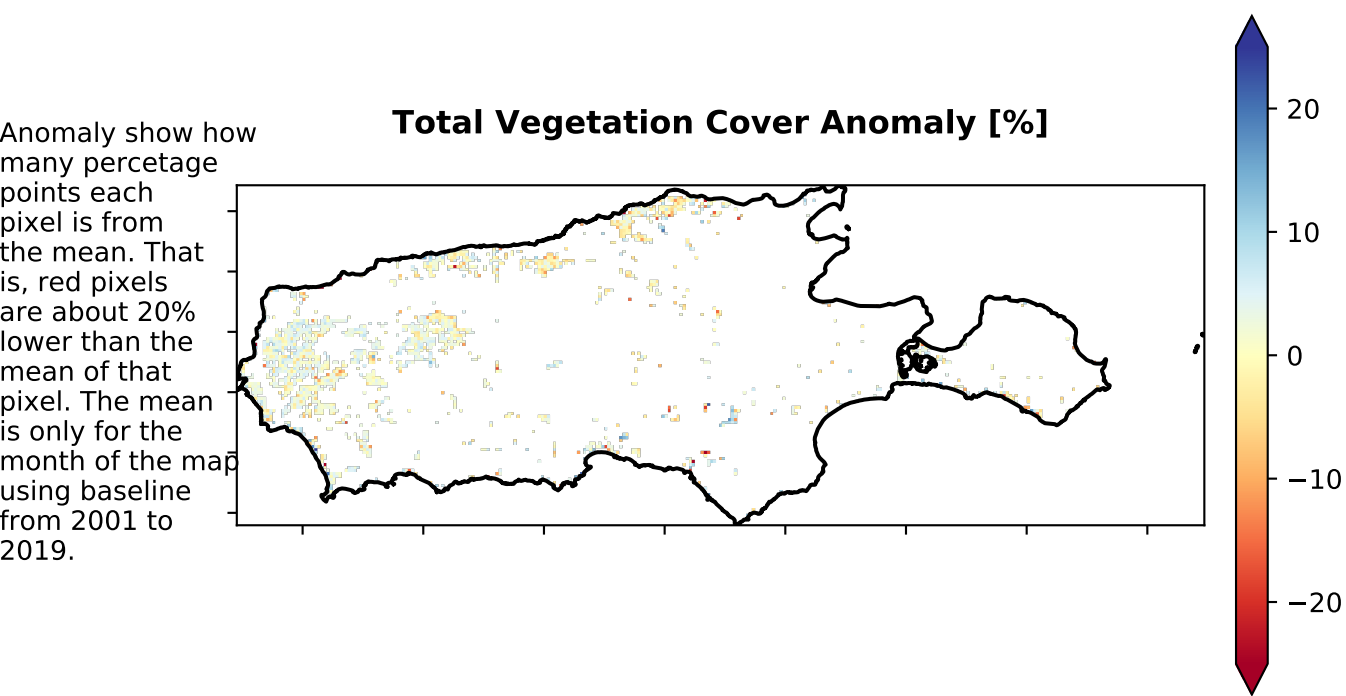 Total Vegetation Cover Anomaly [%]
Anomaly show how
many percetage
points each
pixel is from
the mean. That
is, red pixels
are about 20%
lower than the
mean of that
pixel. The mean
is only for the
month of the map
using baseline
from 2001 to
2019.
20
10
0
−10
−20